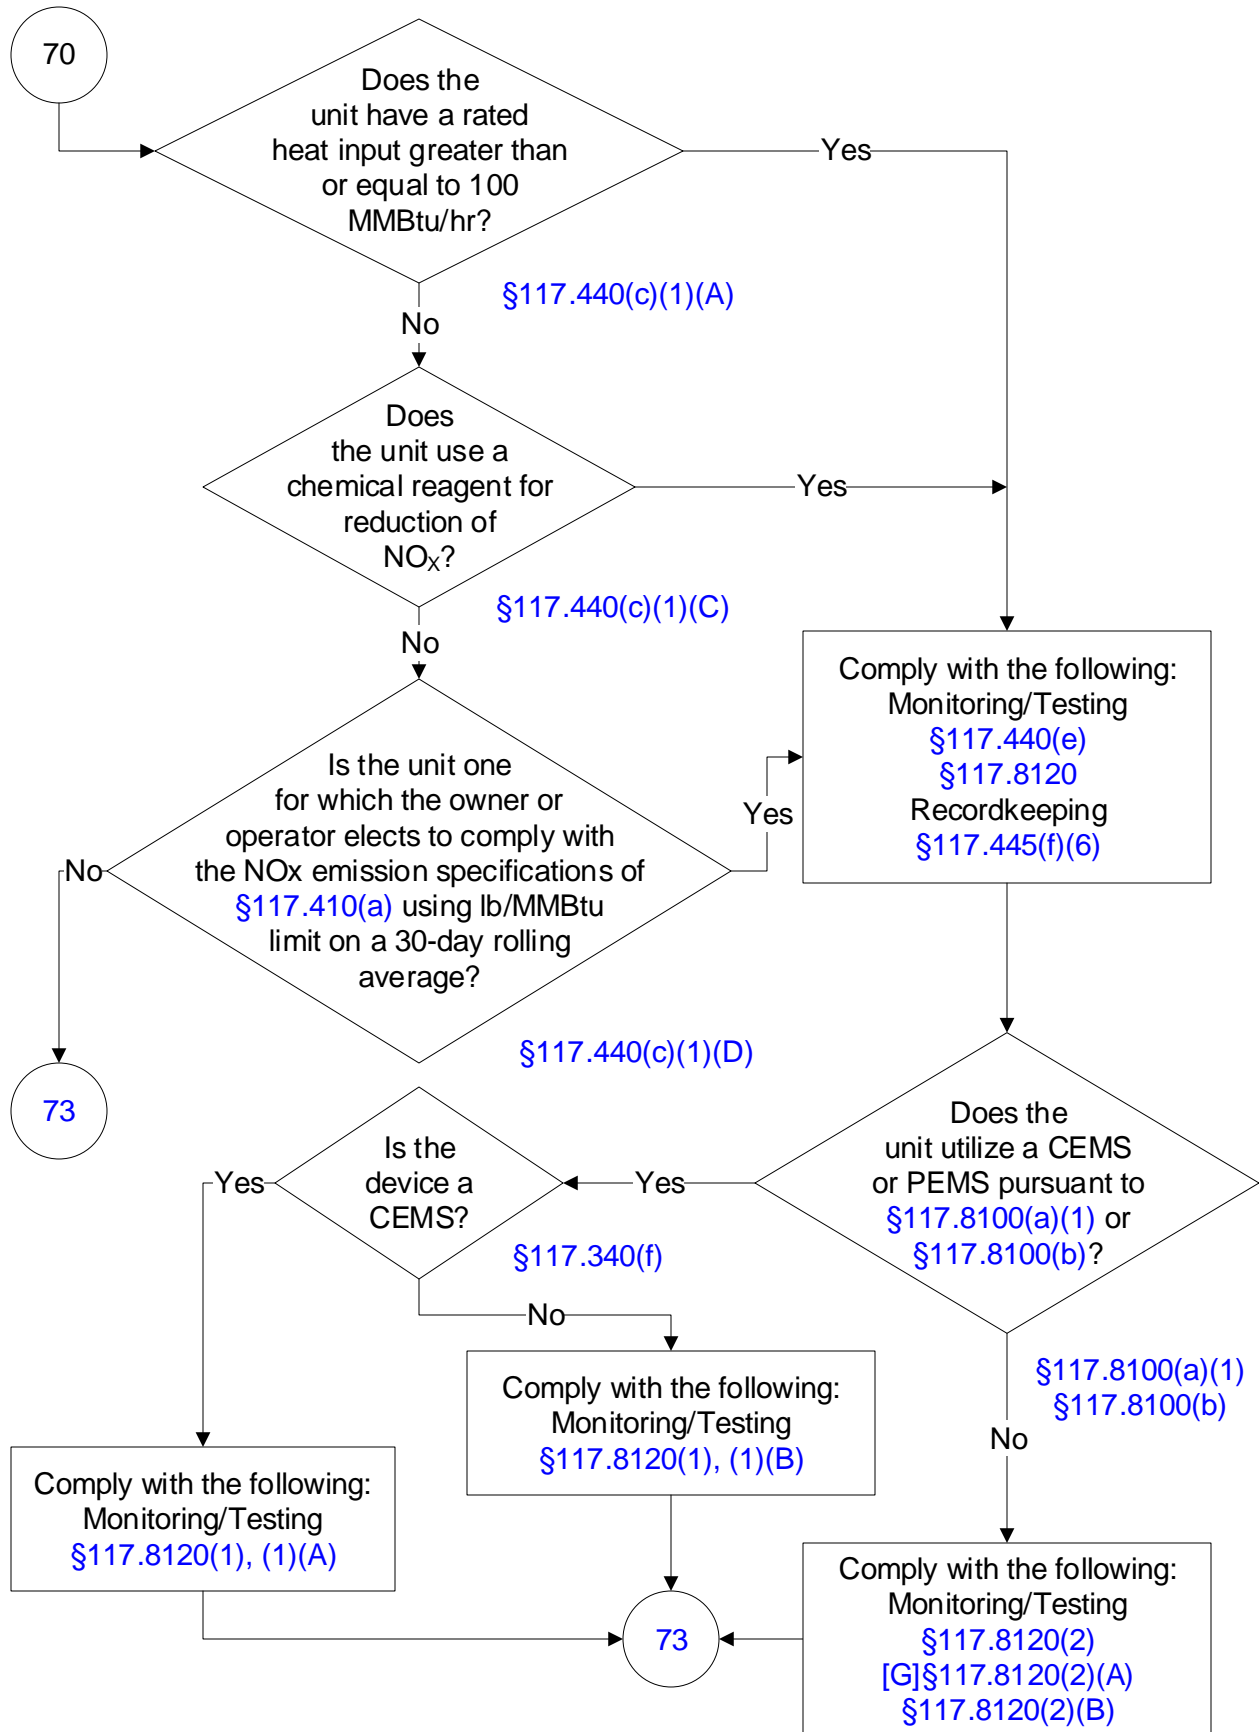 70
Does the
unit have a rated
heat input greater than
or equal to 100
MMBtu/hr?
Yes
§117.440(c)(1)(A)
No
Does
the unit use a
chemical reagent for
reduction of
NOX?
Yes
§117.440(c)(1)(C)
No
Comply with the following:
Monitoring/Testing
§117.440(e)
§117.8120
Recordkeeping
§117.445(f)(6)
Is the unit one
for which the owner or
operator elects to comply with
the NOx emission specifications of
§117.410(a) using lb/MMBtu
limit on a 30-day rolling
average?
Yes
No
§117.440(c)(1)(D)
73
Does the
unit utilize a CEMS
or PEMS pursuant to
§117.8100(a)(1) or
§117.8100(b)?
Yes
Is the
device a
CEMS?
Yes
§117.340(f)
No
§117.8100(a)(1)
§117.8100(b)
No
Comply with the following:
Monitoring/Testing
§117.8120(1), (1)(B)
Comply with the following:
Monitoring/Testing
§117.8120(1), (1)(A)
Comply with the following:
Monitoring/Testing
§117.8120(2)
[G]§117.8120(2)(A)
§117.8120(2)(B)
73